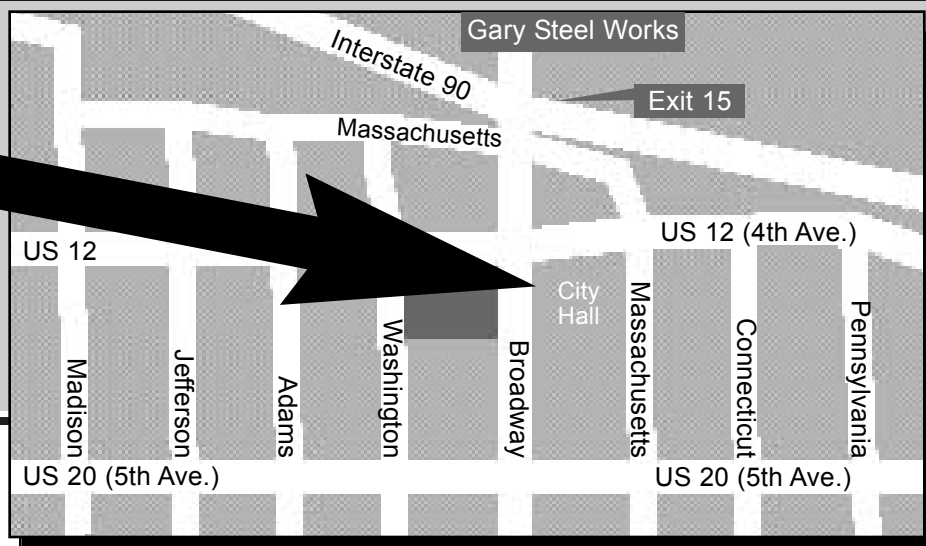 Gary Steel Works
Interstate 90
Exit 15
Massachusetts
US 12
US 12 (4th Ave.)
City
Hall
Madison
Jefferson
Adams
Washington
Broadway
Massachusetts
Connecticut
Pennsylvania
US 20 (5th Ave.)
US 20 (5th Ave.)